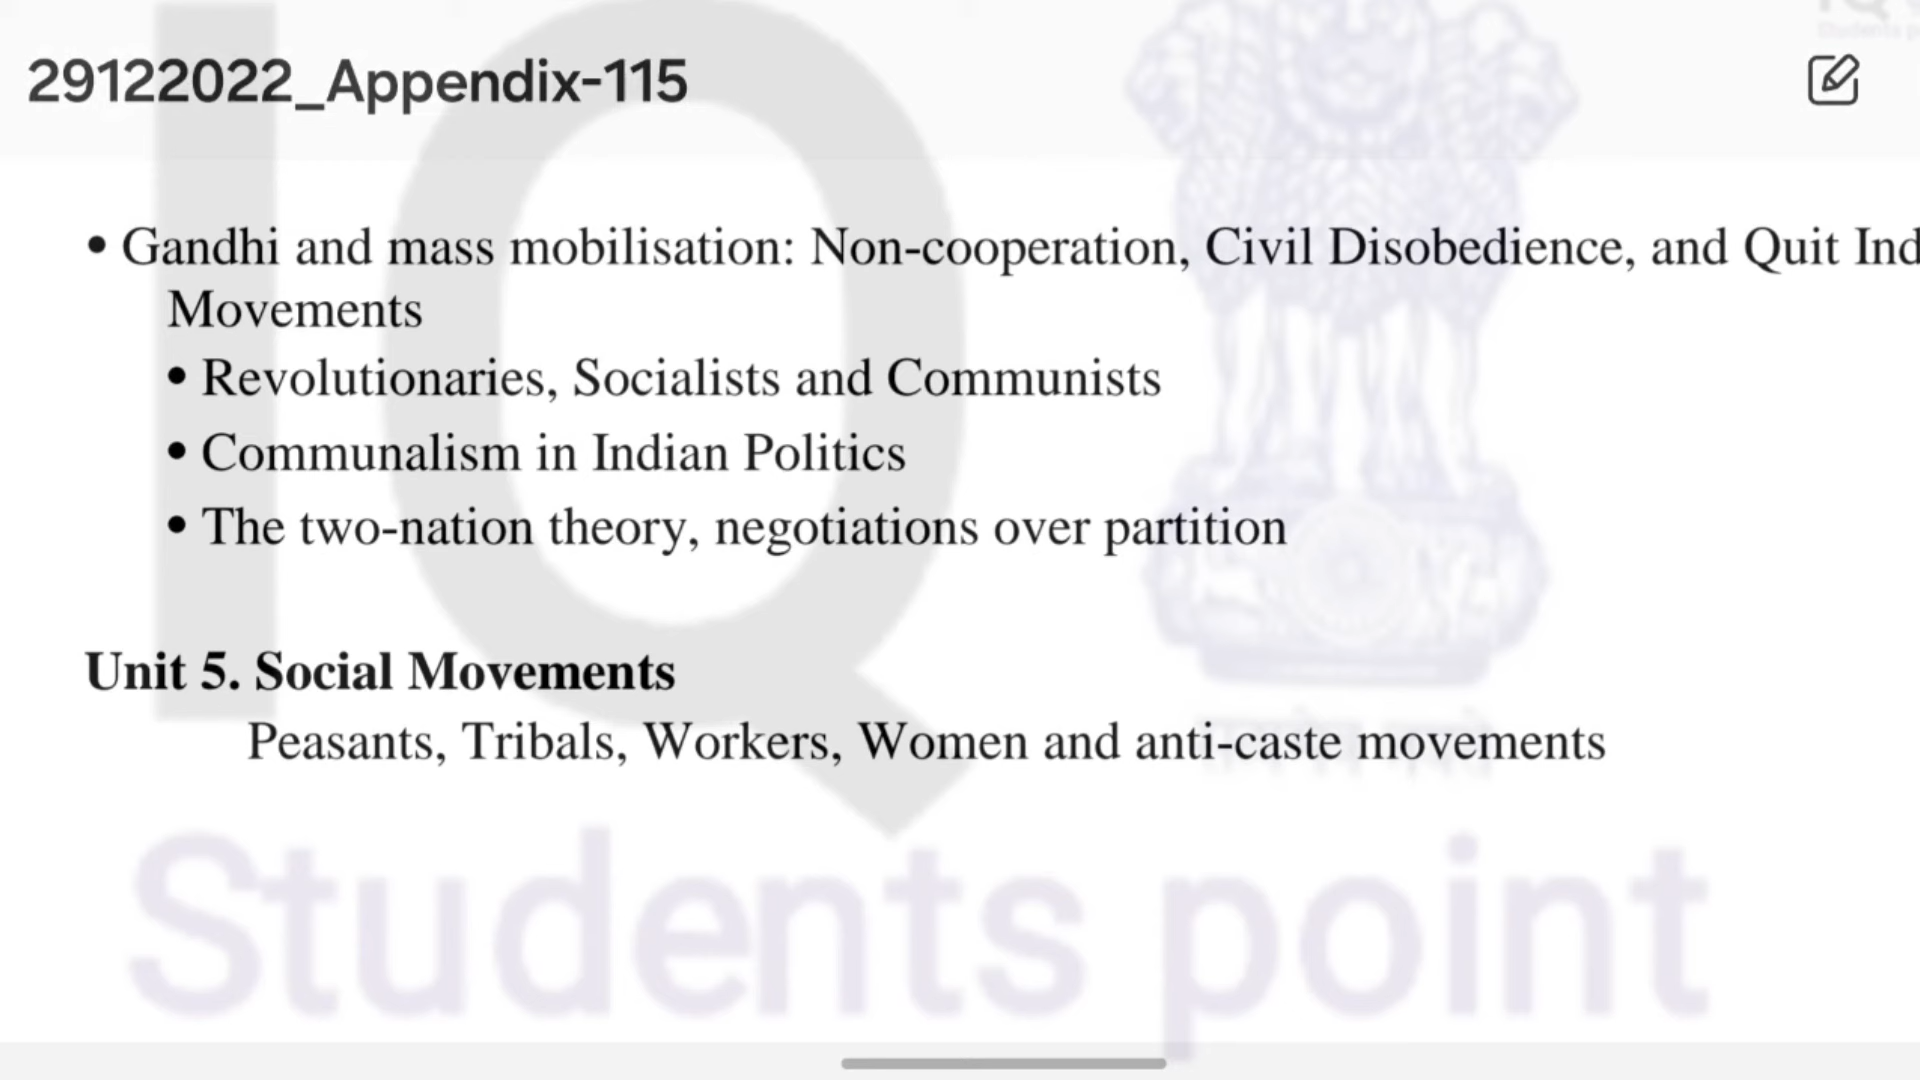 29122022_Appendix-115
• Gandhi and mass mobilisation: Non-cooperation, Civil Disobedience, and Quit Ind
Movements
• Revolutionaries, Socialists and Communists
• Communalism in Indian Politics
• The two-nation theory, negotiations over partition
Unit 5. Social Movements
Peasants, Tribals, Workers, Women and anti-caste movements
IQ
Students point